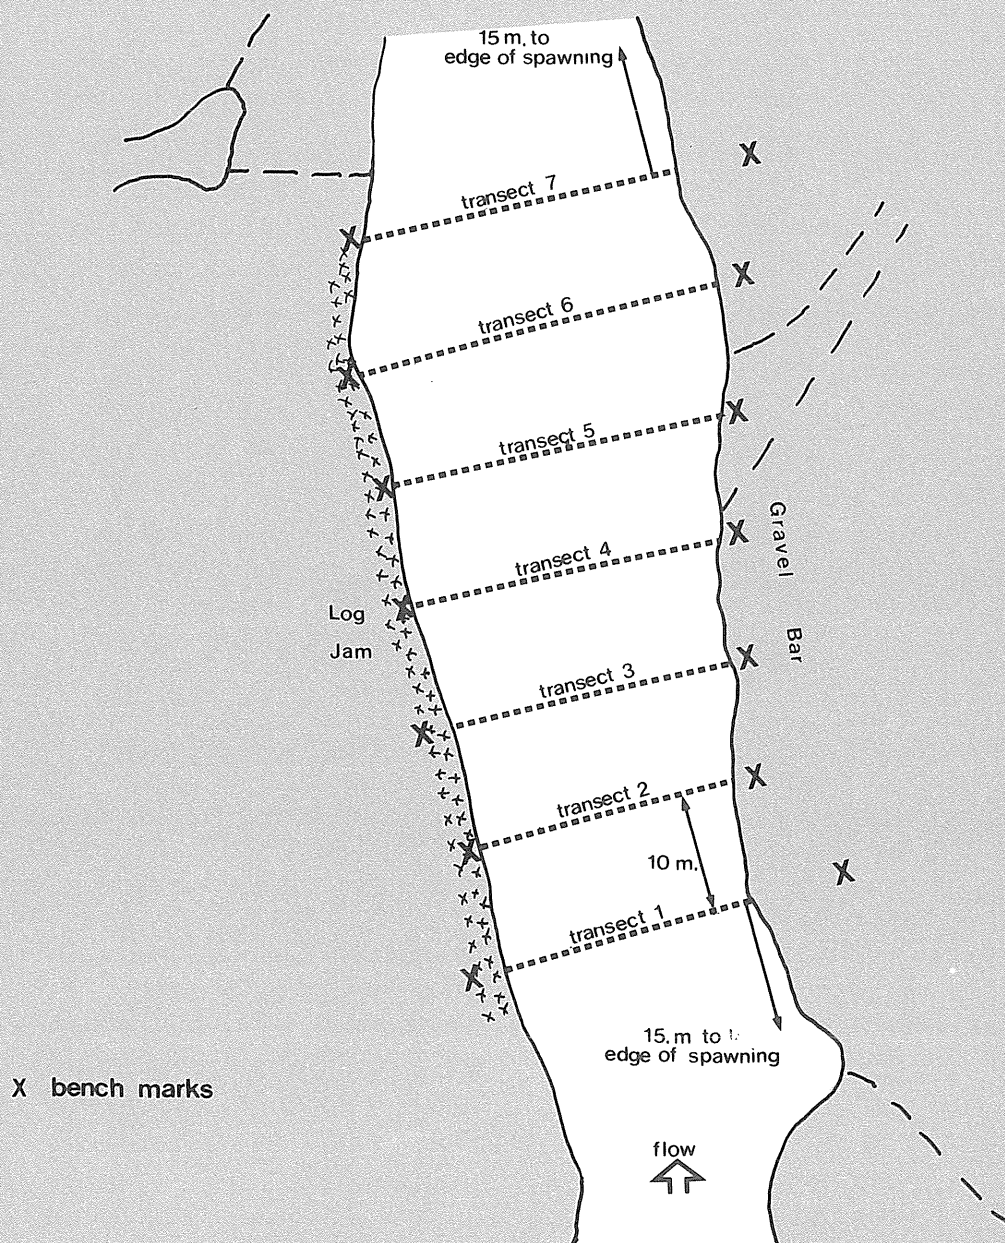 15 m. to
edge of spawning
transect 7
transect 6
transect 5
transect 4
Gravel
Bar
Log
Jam
transect 3
transect 2
10 m.
transect 1
15. m to
edge of spawning
X bench marks
flow